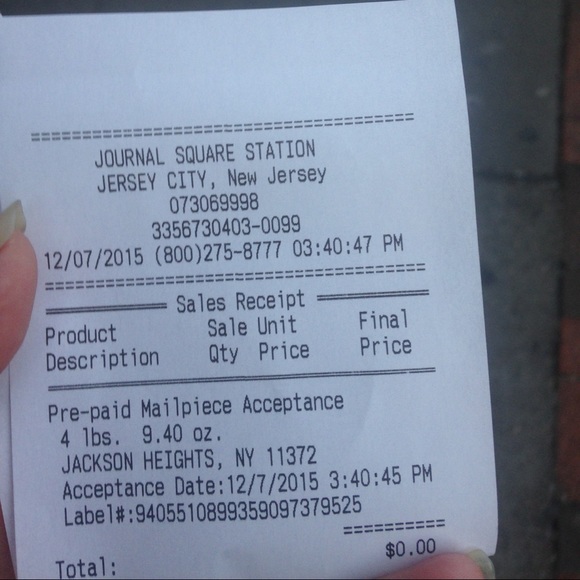 =====================================
JOURNAL SQUARE STATION
JERSEY CITY, New Jersey
073069998
3356730403-0099
12/07/2015 (800)275-8777 03:40:47 PM
=====================================
Sales Receipt
Product Sale Unit Final
Description Qty Price Price
Pre-paid Mailpiece Acceptance
4 lbs. 9.40 oz.
JACKSON HEIGHTS, NY 11372
Acceptance Date:12/7/2015 3:40:45 PM
Label#:9405510899359097379525
==========
Total: $0.00